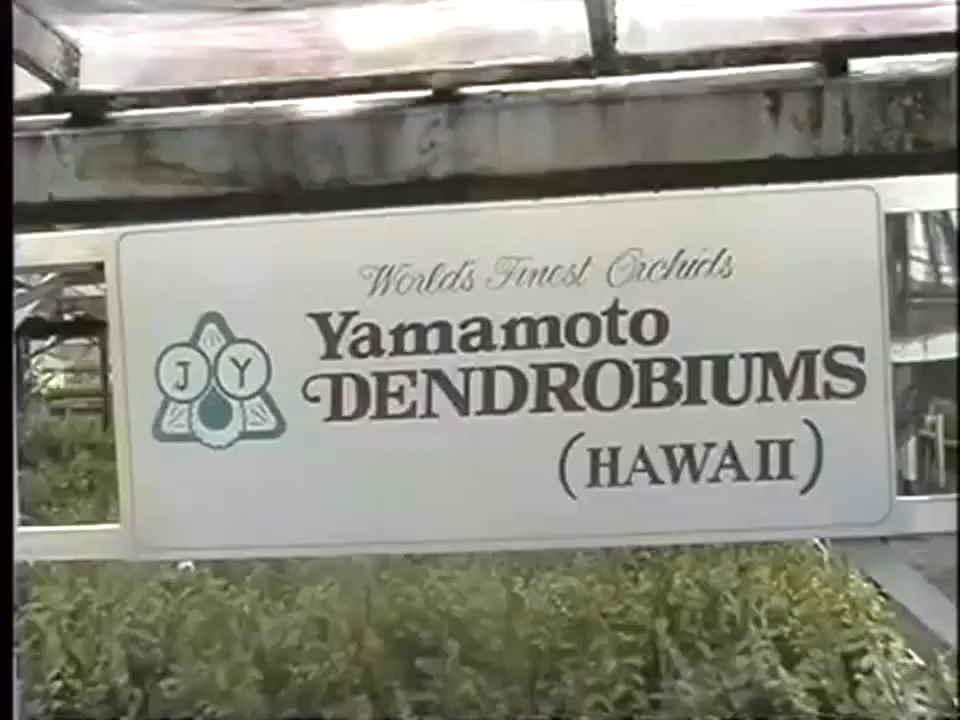 World's Finest Orchids
Yamamoto
DENDROBIUMS
(HAWAII)
J Y